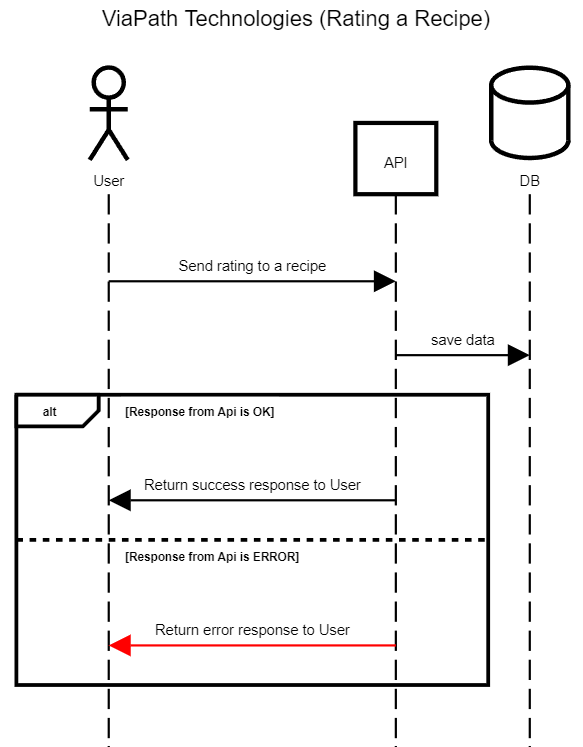 ViaPath Technologies (Rating a Recipe)
User
API
DB
Send rating to a recipe
save data
alt
[Response from Api is OK]
Return success response to User
[Response from Api is ERROR]
Return error response to User